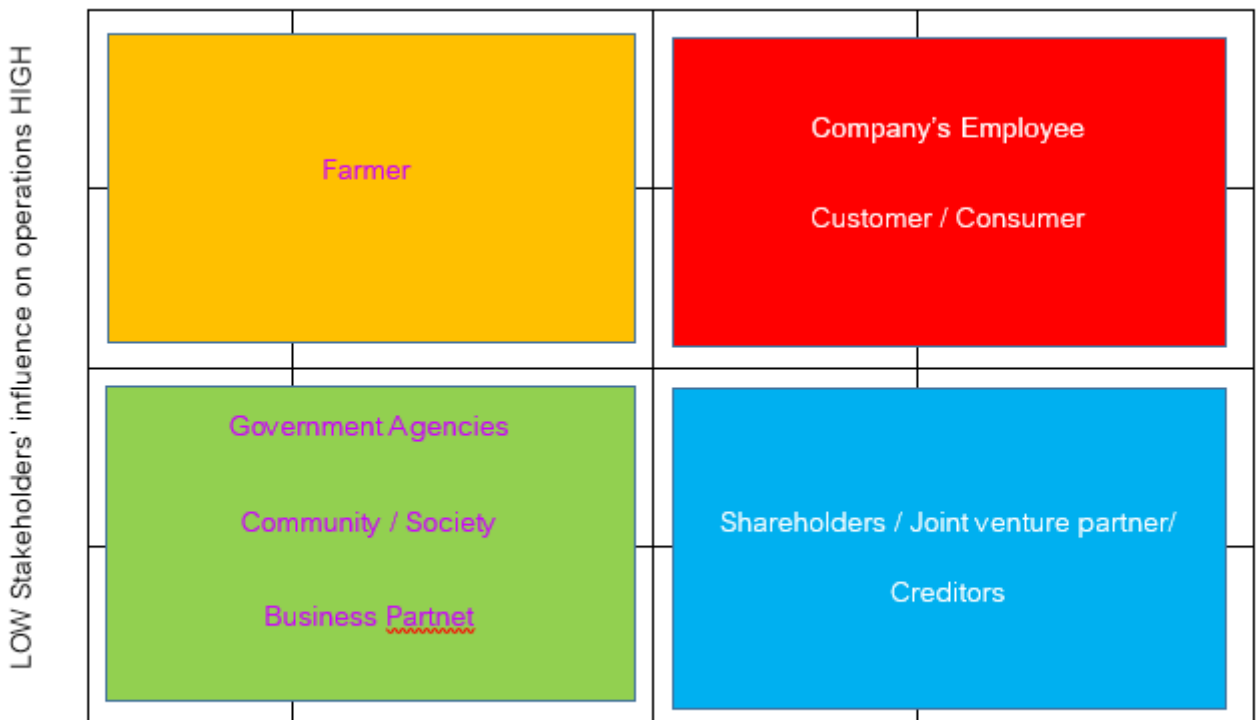 LOW Stakeholders' influence on operations HIGH
Farmer
Company's Employee
Customer / Consumer
Government Agencies
Community / Society
Business Partnet
Shareholders / Joint venture partner/
Creditors